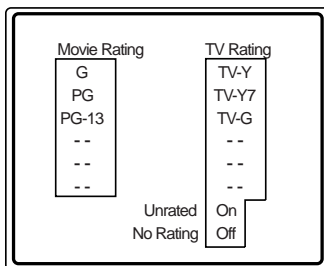 Movie Rating TV Rating
G TV-Y
PG TV-Y7
PG-13 TV-G
- - - -
- - - -
- - - -
Unrated On
No Rating Off